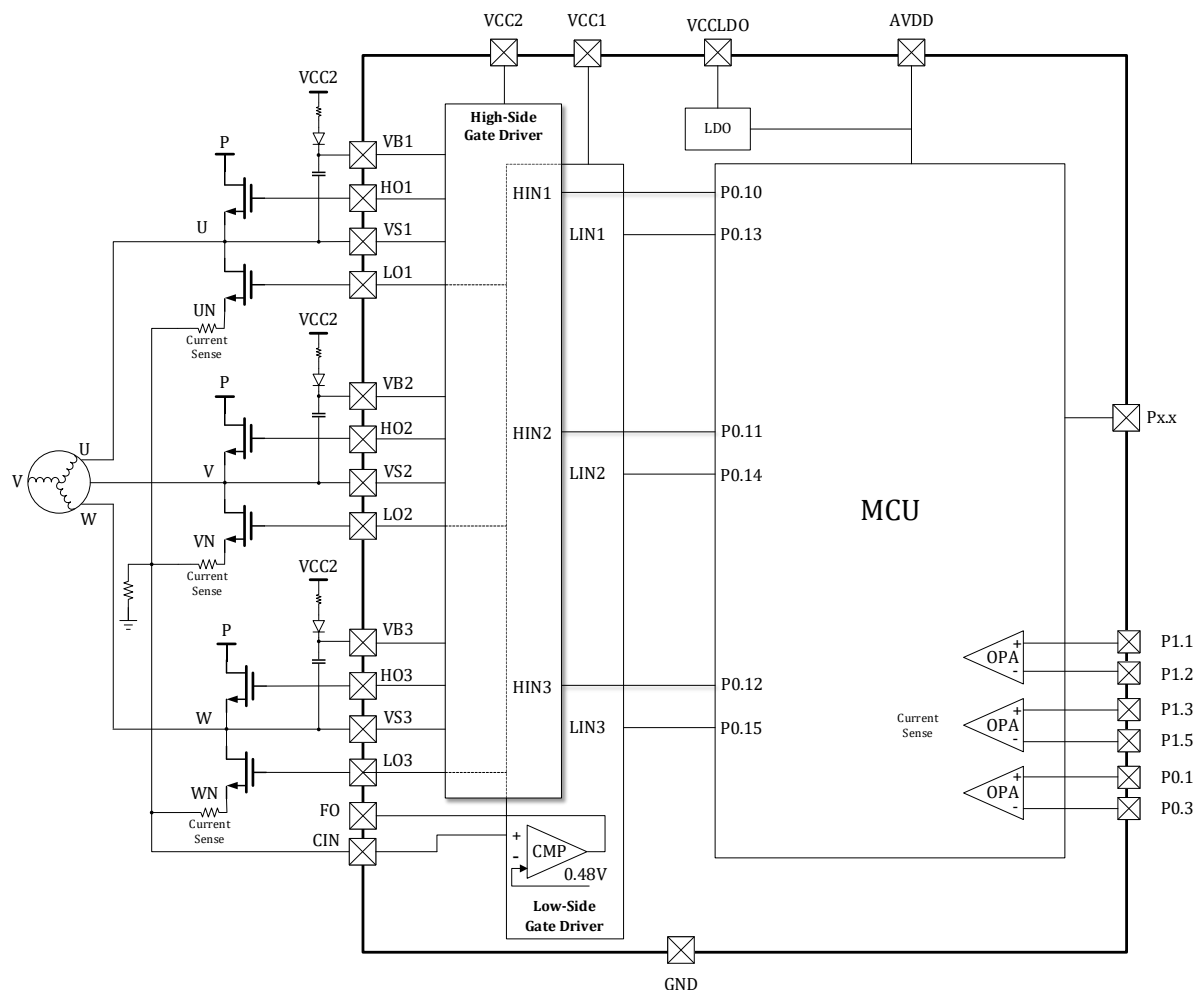 VCC2
VCC1
VCCLDO
AVDD
VCC2
High-Side
Gate Driver
LDO
P
VB1
HO1
HIN1
P0.10
U
VS1
LIN1
P0.13
LO1
UN
Current
Sense
VCC2
P
VB2
HO2
HIN2
P0.11
Px.x
U
V
V
VS2
LIN2
P0.14
W
LO2
MCU
VN
Current
Sense
VCC2
P
VB3
HO3
HIN3
P0.12
W
VS3
LIN3
P0.15
LO3
WN
Current
Sense
FO
CIN
+
-
CMP
0.48V
Low-Side
Gate Driver
+
OPA
-
P1.1
P1.2
Current
Sense
+
OPA
-
P1.3
P1.5
+
OPA
-
P0.1
P0.3
GND